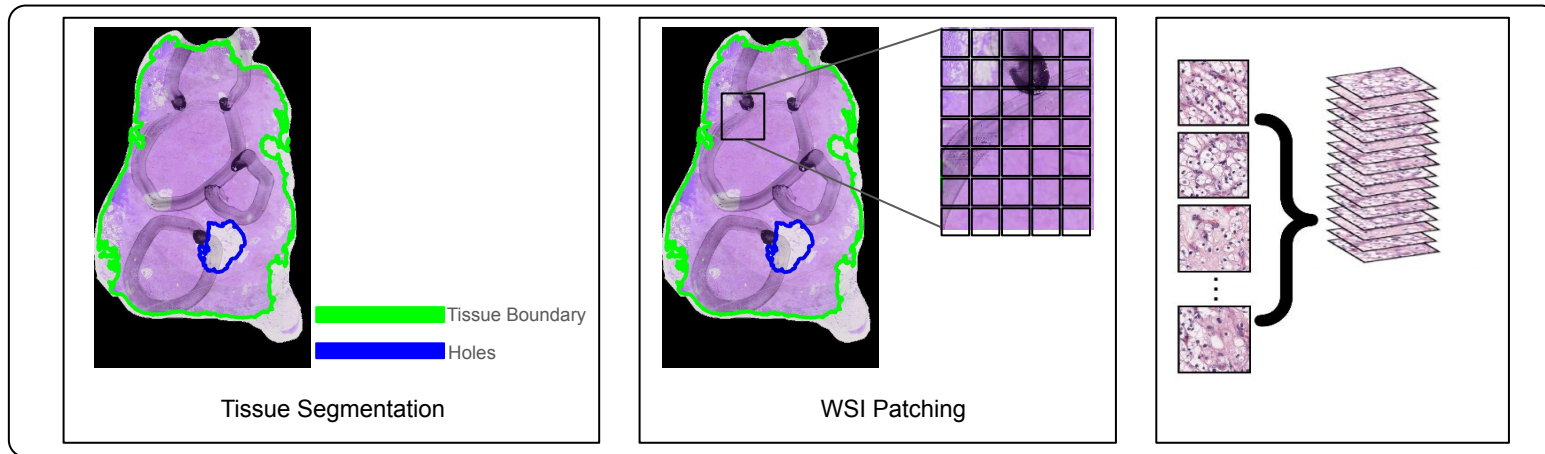 Tissue Boundary
Holes
Tissue Segmentation
WSI Patching